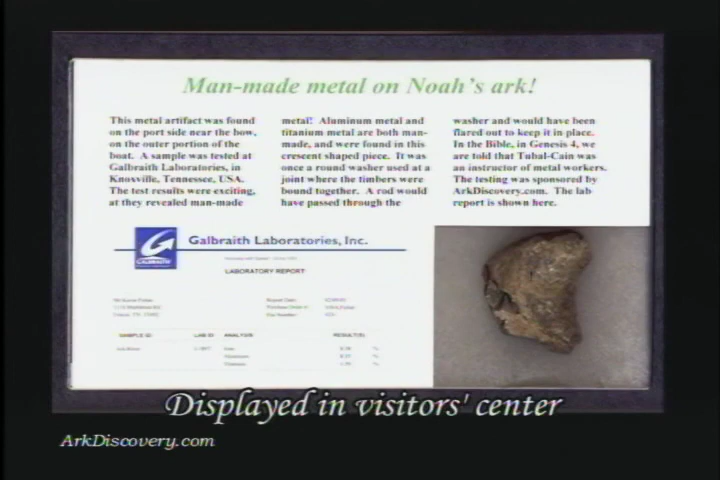 Man-made metal on Noah's ark!
This metal artifact was found
on the port side near the bow,
on the outer portion of the
boat. A sample was tested at
Galbraith Laboratories, in
Knosville, Tennessee, USA.
The test results were exciting,
at they revealed man-made
metal! Aluminum metal and
titanium metal are both man-
made, and were found in this
crescent shaped piece. It was
once a round washer used at a
joint where the timbers were
bound together. A rod would
have passed through the
washer and would have been
flared out to keep it in place.
In the Bible, in Genesis 4, we
are told that Tubal-Cain was
an instructor of metal workers.
The testing was sponsored by
ArkDiscovery.com. The lab
report is shown here.
GALBRAITH
Galbraith Laboratories, Inc.
LABORATORY REPORT
SAMPLE ID LAB ID ANALYSIS RESULT(S)
Displayed in visitors' center
ArkDiscovery.com